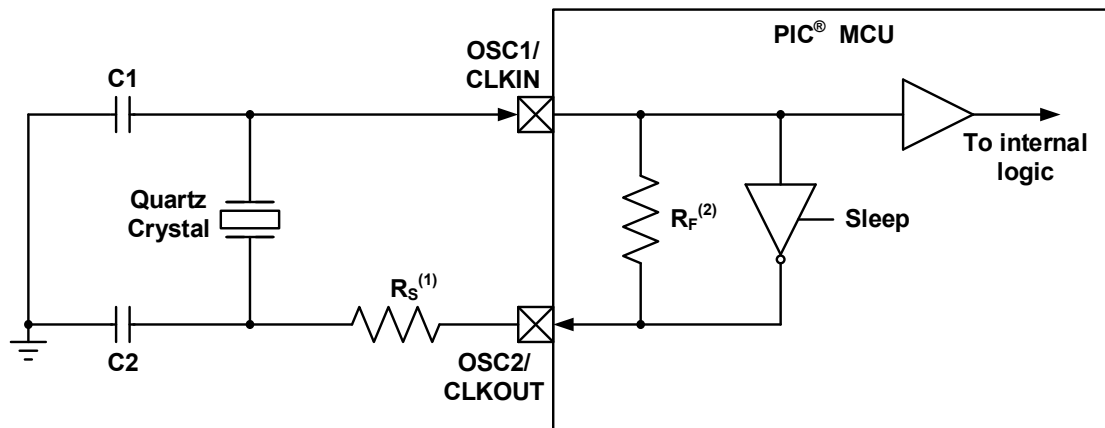 PIC® MCU
OSC1/
CLKIN
C1
To internal
logic
Quartz
Crystal
RF(2)
Sleep
RS(1)
C2
OSC2/
CLKOUT